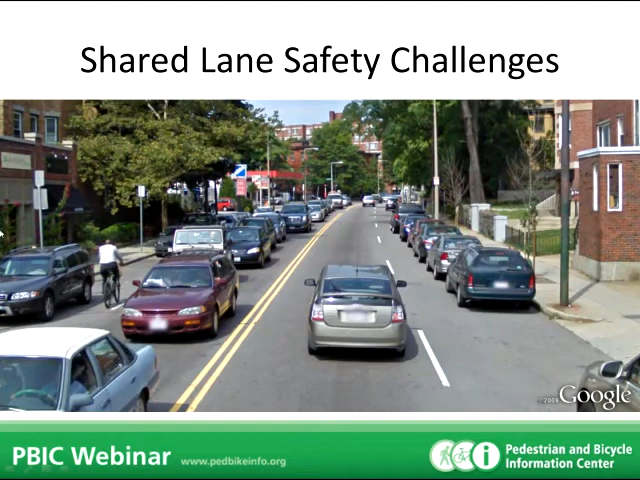 Shared Lane Safety Challenges
©2009 Google
PBIC Webinar www.pedbikeinfo.org
Pedestrian and Bicycle
Information Center